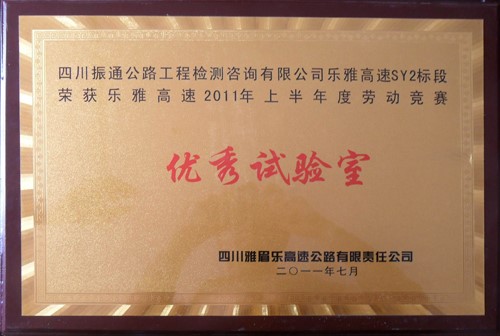 四川振通公路工程检测咨询有限公司乐雅高速SY2标段
荣获乐雅高速2011年上半年度劳动竞赛
优秀试验室
四川雅眉乐高速公路有限责任公司
二〇一一年七月